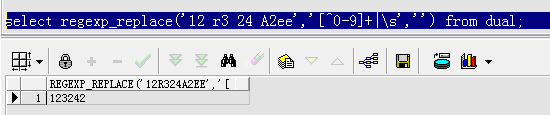 select regexp_replace('12 r3 24 A2ee','[^0-9]+|\s','') from dual;
REGEXP_REPLACE('12R324A2EE','[
1 123242